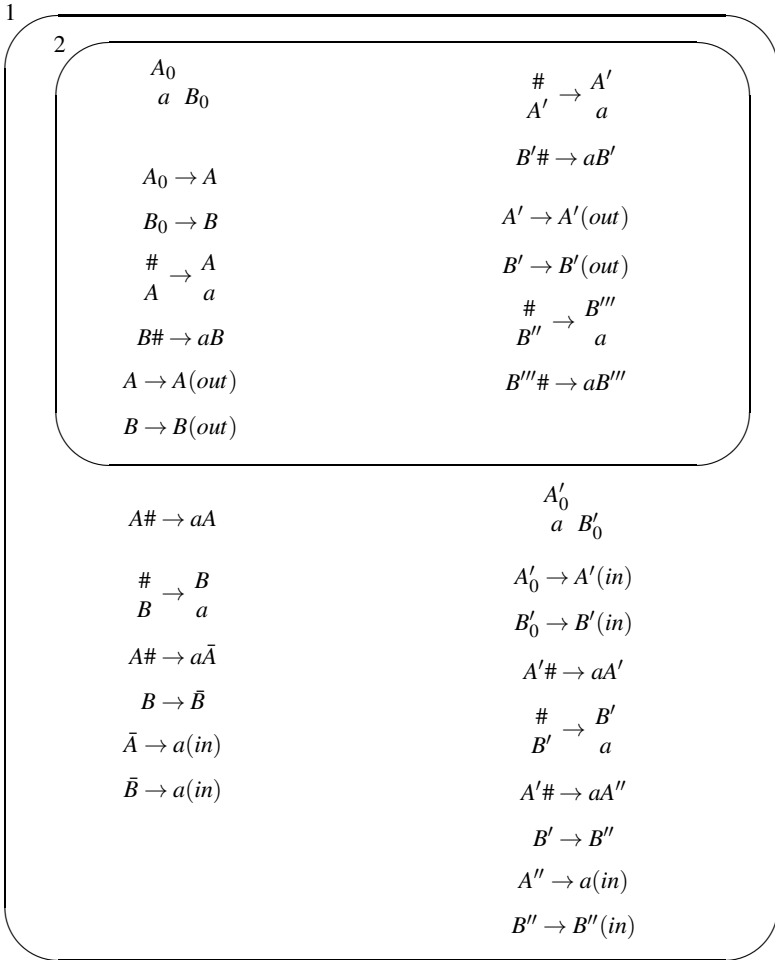 1
2
A₀
a B₀
A₀ → A
B₀ → B
# → A
A a
B# → aB
A → A(out)
B → B(out)
# → A′
A′ a
B′# → aB′
A′ → A′(out)
B′ → B′(out)
# → B‴
B″ a
B‴# → aB‴
A# → aA
# → B
B a
A# → aĀ
B → B̄
Ā → a(in)
B̄ → a(in)
A′₀
a B′₀
A′₀ → A′(in)
B′₀ → B′(in)
A′# → aA′
# → B′
B′ a
A′# → aA″
B′ → B″
A″ → a(in)
B″ → B″(in)